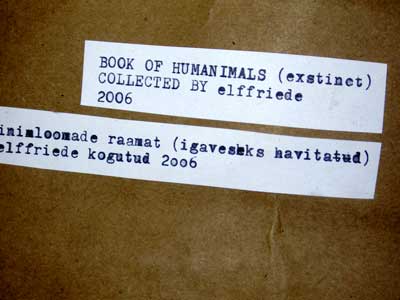 BOOK OF HUMANIMALS (exstinct)
COLLECTED BY elffriede
2006
inimloomade raamat (igaveseks havitatud)
elffriede kogutud 2006